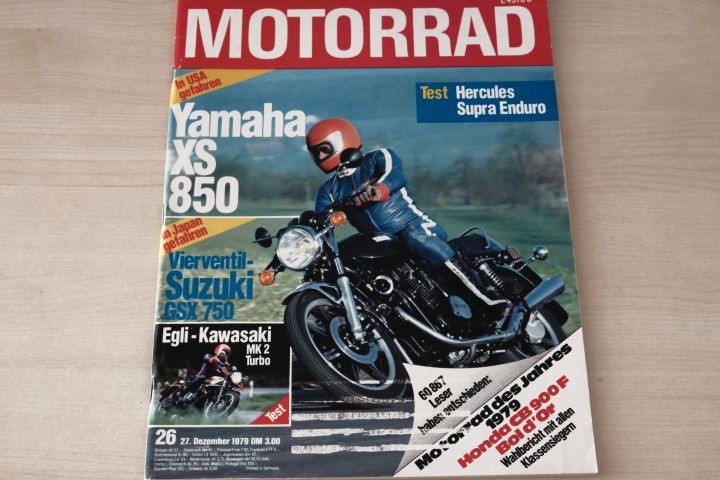 MOTORRAD
In USA
gefahren
Yamaha
XS
850
Test Hercules
Supra Enduro
in Japan
gefahren
Vierventil-
Suzuki
GSX 750
Egli-Kawasaki
MK 2
Turbo
Test
60 867
Leser
haben entschieden:
Motorrad des Jahres
1979
Honda CB 900 F
Bol d'Or
Wahlbericht mit allen
Klassensiegern
26 27. Dezember 1979 DM 3.00
Printed in Germany